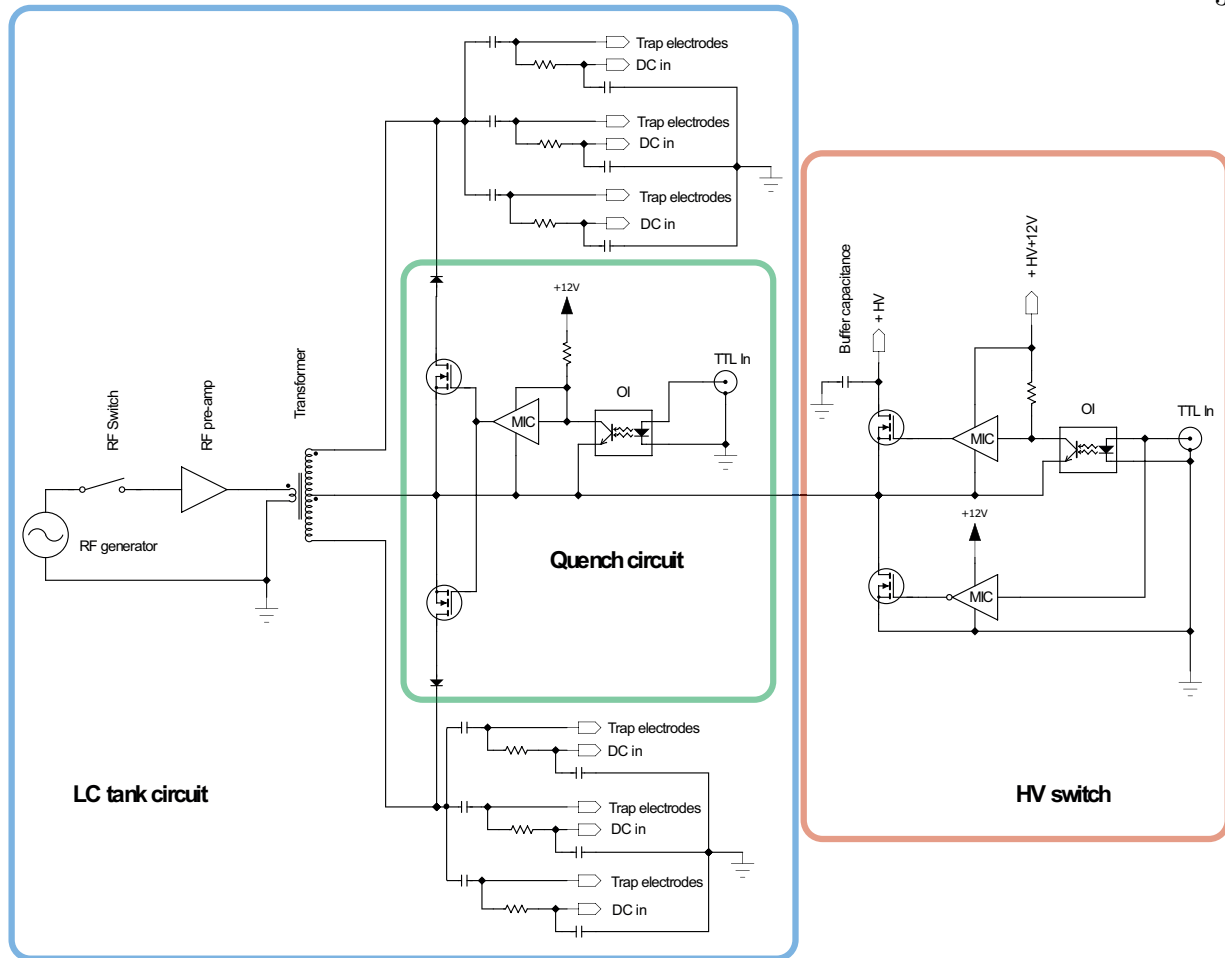 Trap electrodes
DC in
Trap electrodes
DC in
Trap electrodes
DC in
+12V
TTL In
OI
MIC
Quench circuit
RF Switch
RF pre-amp
Transformer
RF generator
LC tank circuit
Trap electrodes
DC in
Trap electrodes
DC in
Trap electrodes
DC in
Buffer capacitance
+ HV
+ HV+12V
OI
TTL In
MIC
+12V
MIC
HV switch